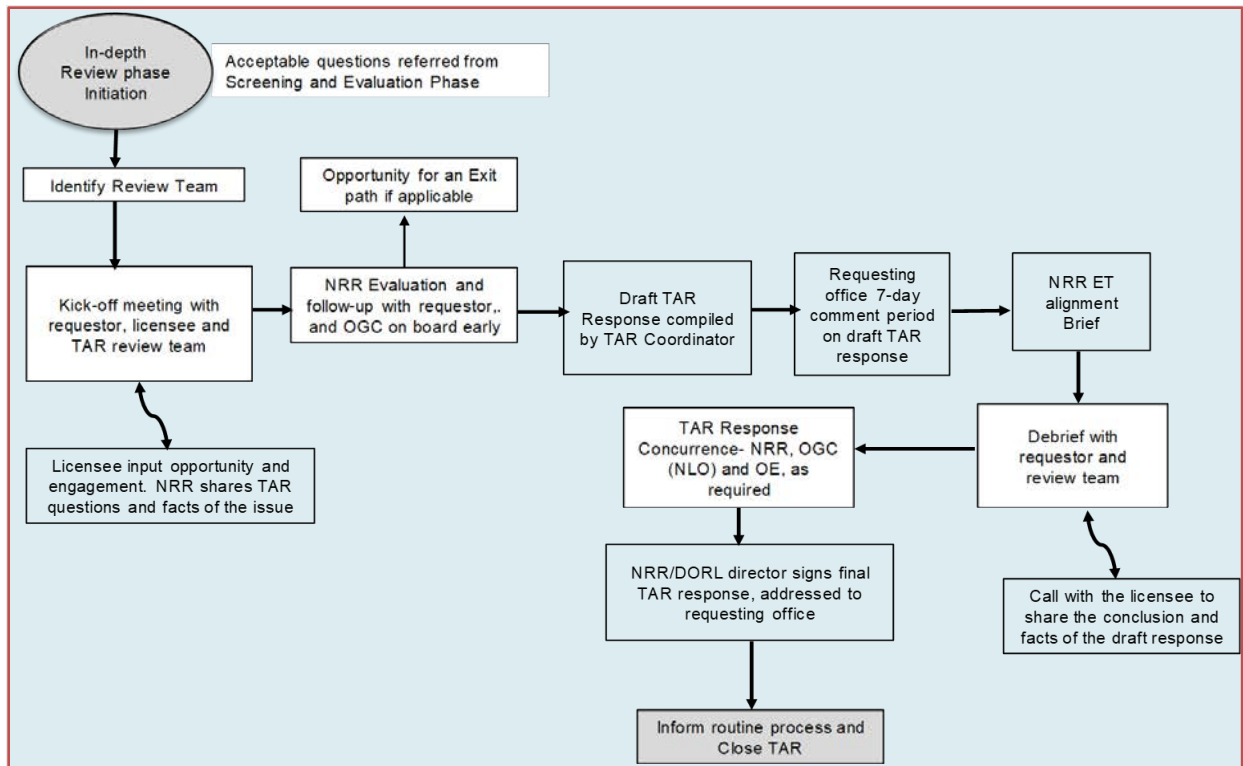 In-depth
Review phase
Initiation
Acceptable questions referred from
Screening and Evaluation Phase
Identify Review Team
Opportunity for an Exit
path if applicable
Kick-off meeting with
requestor, licensee and
TAR review team
NRR Evaluation and
follow-up with requestor,.
and OGC on board early
Draft TAR
Response compiled
by TAR Coordinator
Requesting
office 7-day
comment period
on draft TAR
response
NRR ET
alignment
Brief
Licensee input opportunity and
engagement. NRR shares TAR
questions and facts of the issue
TAR Response
Concurrence- NRR, OGC
(NLO) and OE, as
required
Debrief with
requestor and
review team
NRR/DORL director signs final
TAR response, addressed to
requesting office
Call with the licensee to
share the conclusion and
facts of the draft response
Inform routine process and
Close TAR